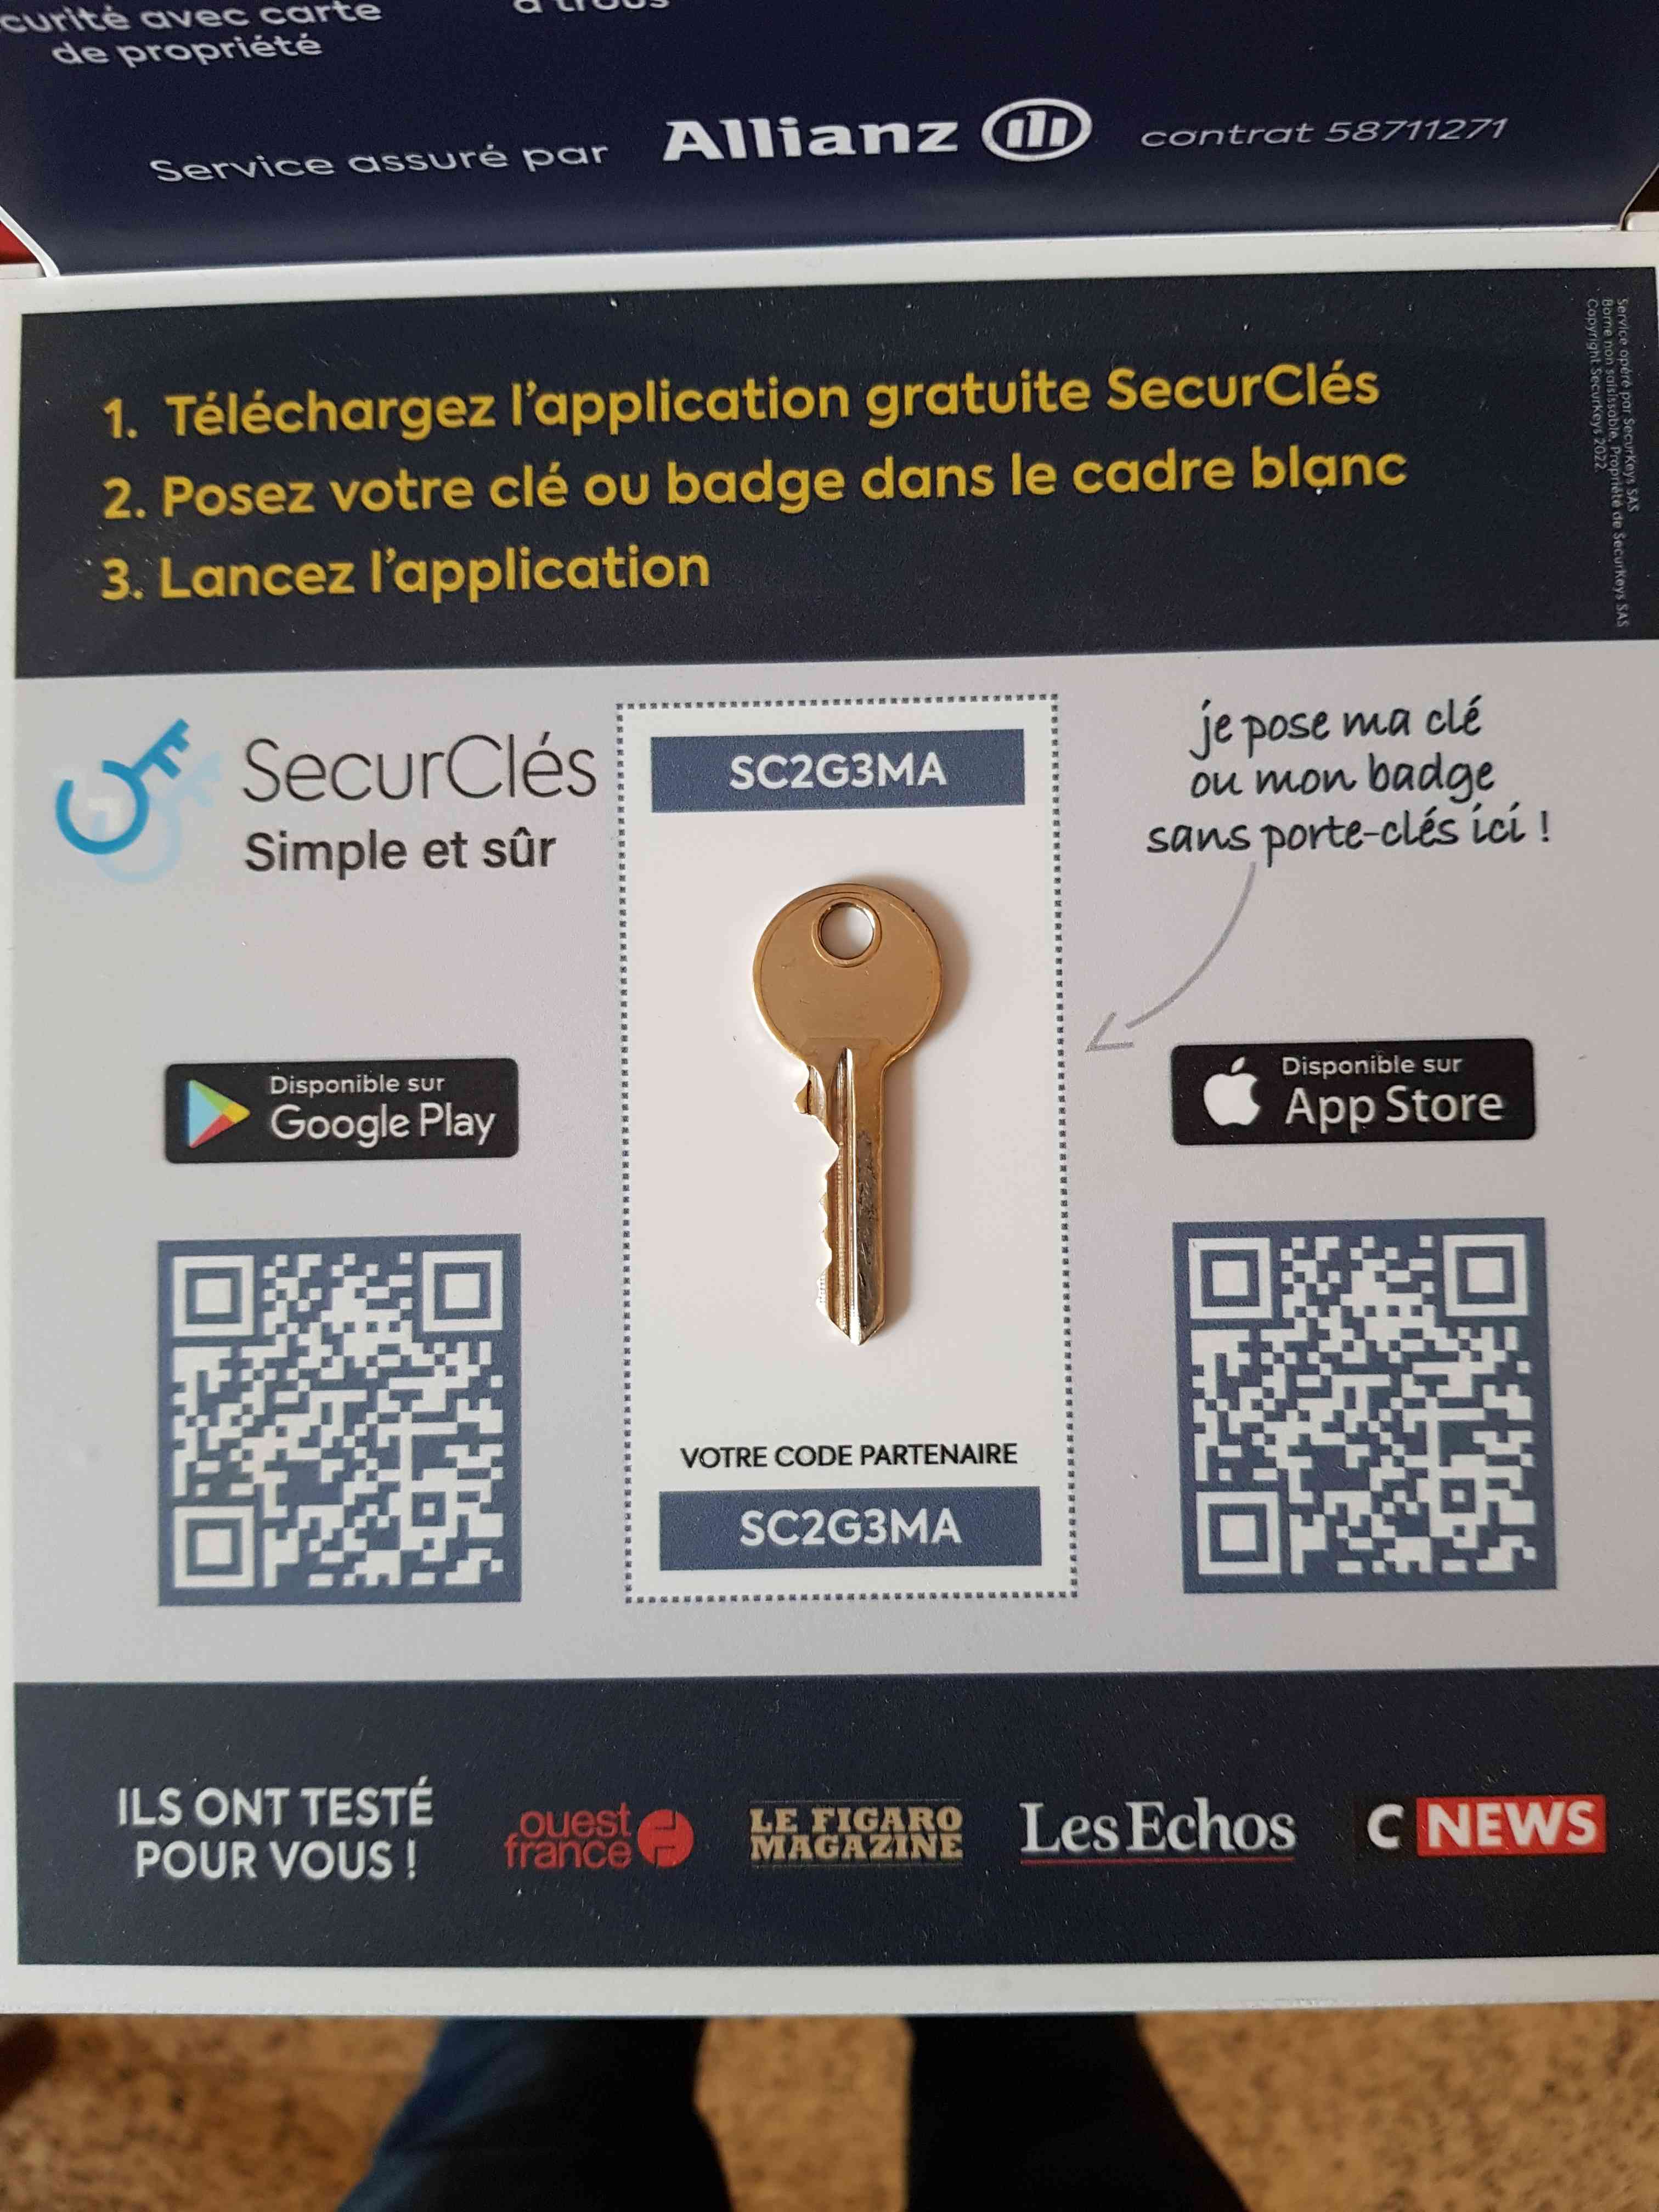 curité avec carte
de propriété
à trous
Service assuré par Allianz contrat 58711271
Service opéré par SecurKeys SAS
Borne non saisissable, Propriété de SecurKeys SAS
Copyright SecurKeys 2022
1. Téléchargez l'application gratuite SecurClés
2. Posez votre clé ou badge dans le cadre blanc
3. Lancez l'application
SecurClés
Simple et sûr
SC2G3MA
je pose ma clé
ou mon badge
sans porte-clés ici !
Disponible sur
Google Play
Disponible sur
App Store
VOTRE CODE PARTENAIRE
SC2G3MA
ILS ONT TESTÉ
POUR VOUS !
ouest
france
LE FIGARO
MAGAZINE
Les Echos
C NEWS